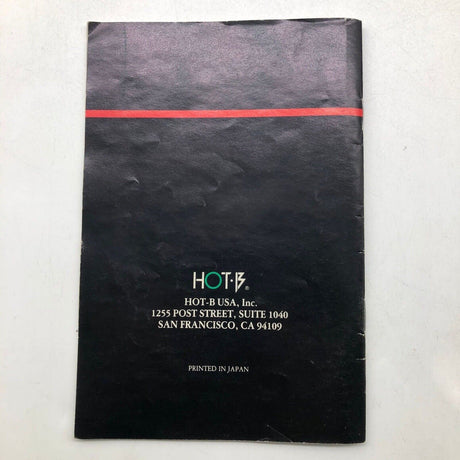 HOT·B®
HOT-B USA, Inc.
1255 POST STREET, SUITE 1040
SAN FRANCISCO, CA 94109
PRINTED IN JAPAN